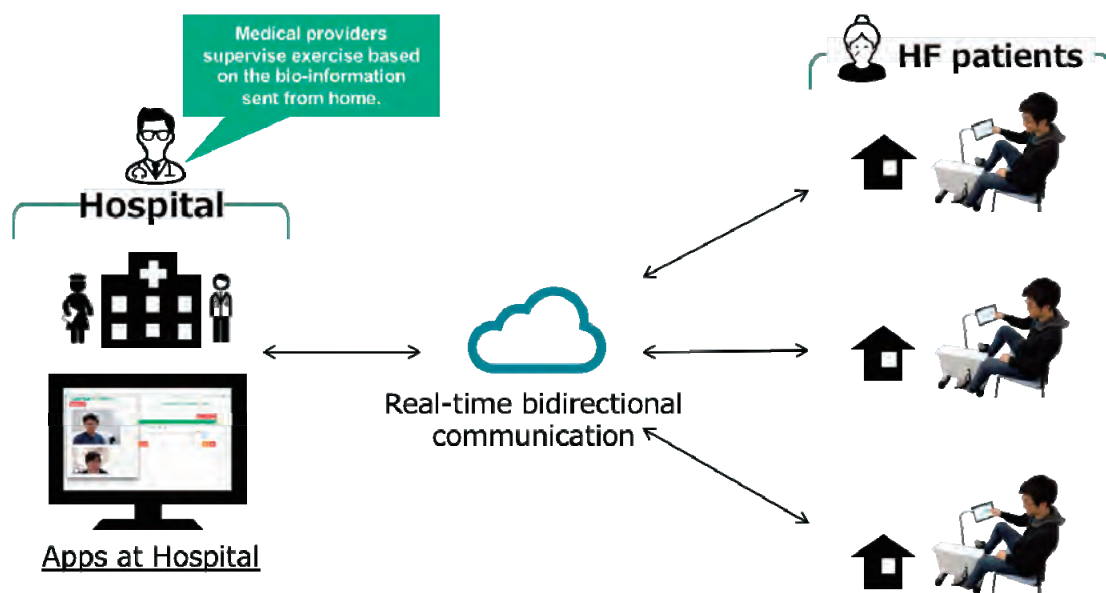 Medical providers
supervise exercise based
on the bio-information
sent from home.
HF patients
Hospital
Real-time bidirectional
communication
Apps at Hospital